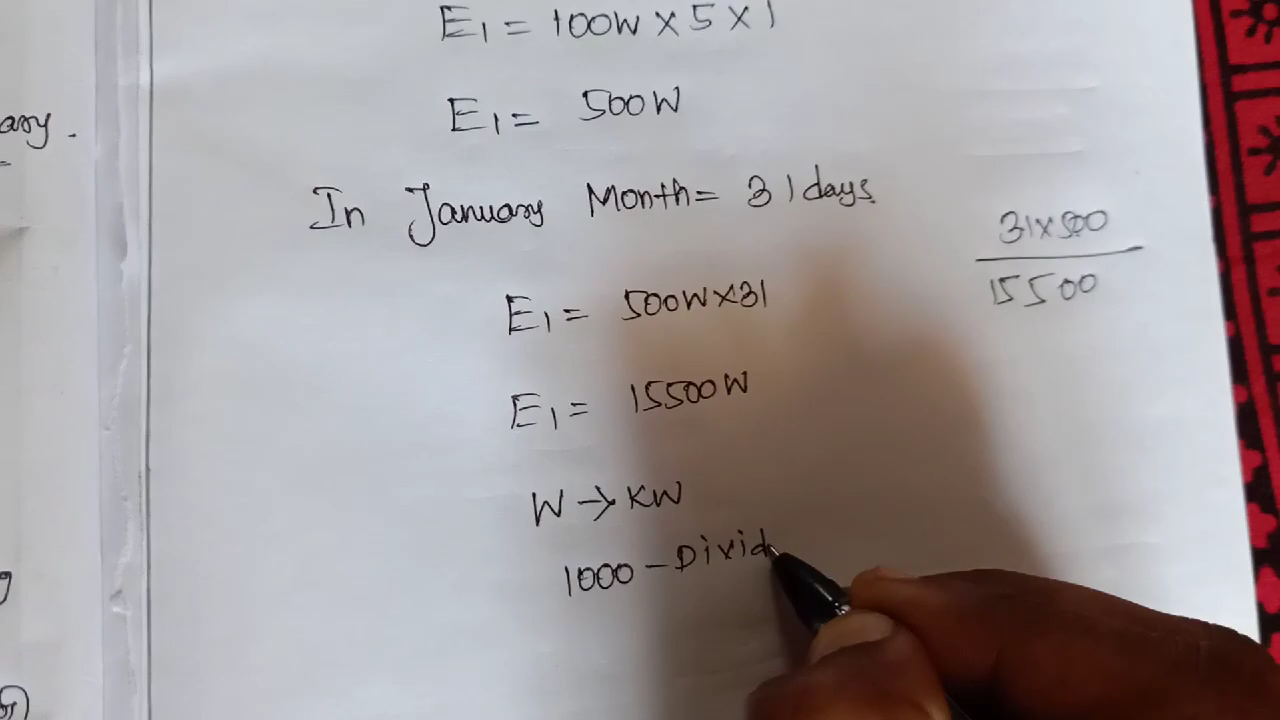 E1 = 100W × 5 × 1
E1 = 500W
In January Month = 31 days
31×500
15500
E1 = 500W×31
E1 = 15500W
W → KW
1000 - Divid